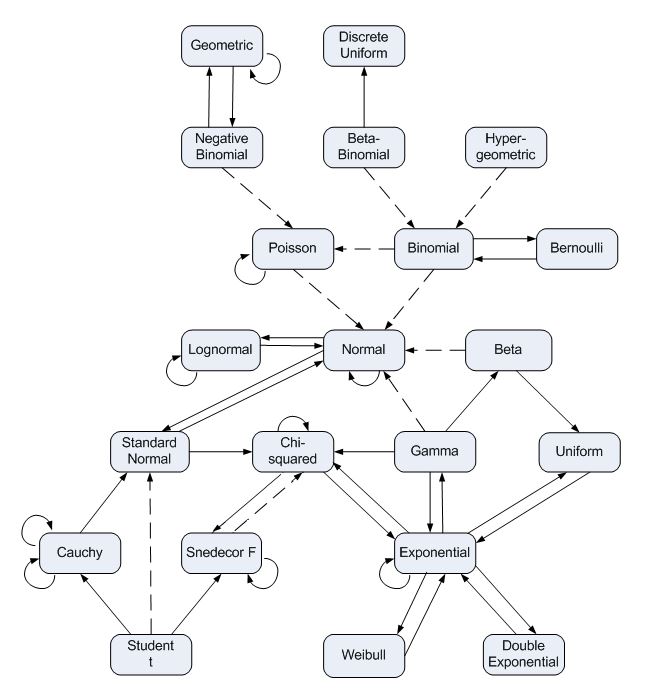 Geometric
Discrete
Uniform
Negative
Binomial
Beta-
Binomial
Hyper-
geometric
Poisson
Binomial
Bernoulli
Lognormal
Normal
Beta
Standard
Normal
Chi-
squared
Gamma
Uniform
Cauchy
Snedecor F
Exponential
Student
t
Weibull
Double
Exponential